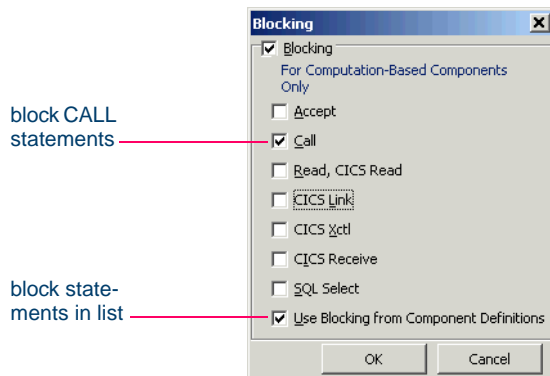 Blocking
Blocking
For Computation-Based Components
Only
Accept
block CALL
statements
Call
Read, CICS Read
CICS Link
CICS Xctl
CICS Receive
block state-
ments in list
SQL Select
Use Blocking from Component Definitions
OK
Cancel